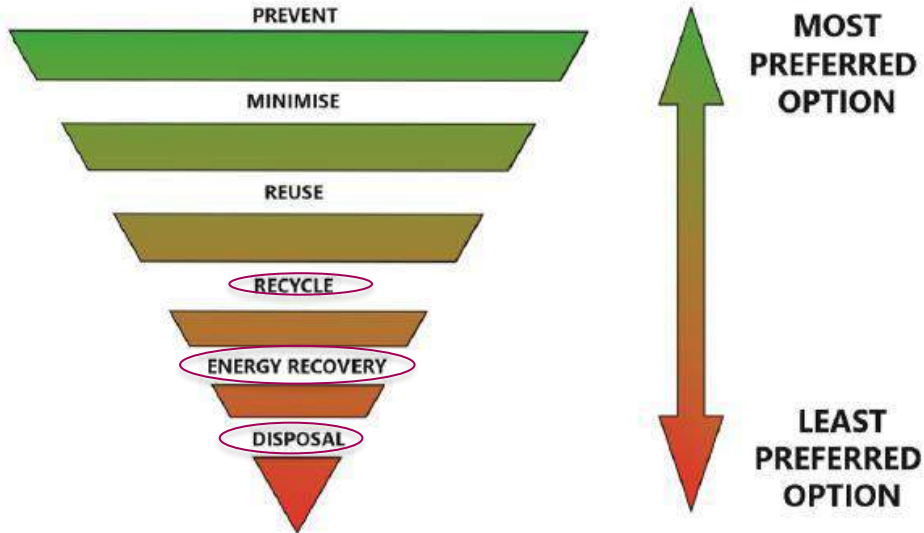 PREVENT
MINIMISE
REUSE
RECYCLE
ENERGY RECOVERY
DISPOSAL
MOST
PREFERRED
OPTION
LEAST
PREFERRED
OPTION